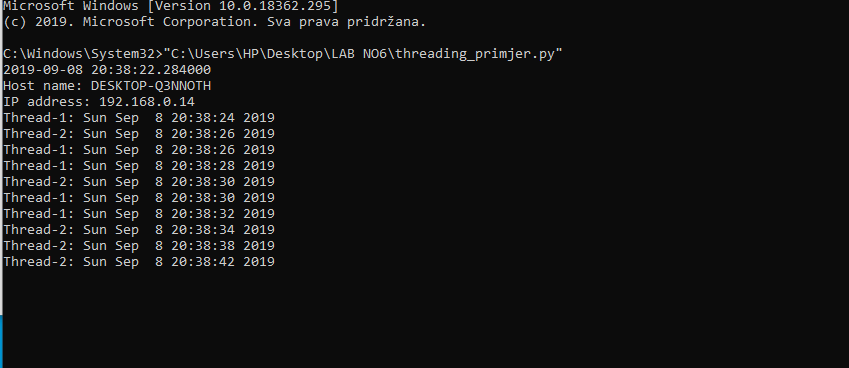 Microsoft Windows [Version 10.0.18362.295]
(c) 2019. Microsoft Corporation. Sva prava pridržana.
C:\Windows\System32>"C:\Users\HP\Desktop\LAB NO6\threading_primjer.py"
2019-09-08 20:38:22.284000
Host name: DESKTOP-Q3NNOTH
IP address: 192.168.0.14
Thread-1: Sun Sep  8 20:38:24 2019
Thread-2: Sun Sep  8 20:38:26 2019
Thread-1: Sun Sep  8 20:38:26 2019
Thread-1: Sun Sep  8 20:38:28 2019
Thread-2: Sun Sep  8 20:38:30 2019
Thread-1: Sun Sep  8 20:38:30 2019
Thread-1: Sun Sep  8 20:38:32 2019
Thread-2: Sun Sep  8 20:38:34 2019
Thread-2: Sun Sep  8 20:38:38 2019
Thread-2: Sun Sep  8 20:38:42 2019